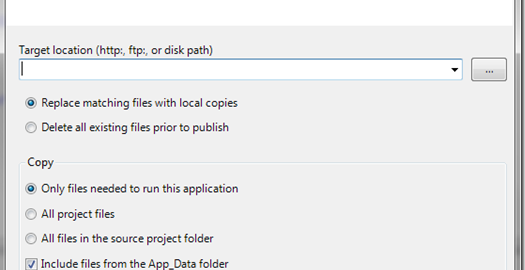 Target location (http:, ftp:, or disk path)
...
Replace matching files with local copies
Delete all existing files prior to publish
Copy
Only files needed to run this application
All project files
All files in the source project folder
Include files from the App_Data folder